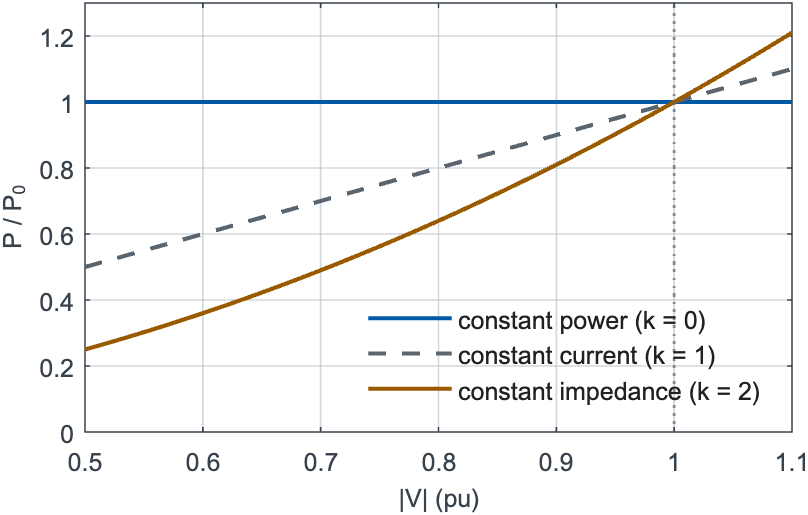 P / P₀
1.2
1
0.8
0.6
0.4
0.2
0
constant power (k = 0)
constant current (k = 1)
constant impedance (k = 2)
0.5 0.6 0.7 0.8 0.9 1 1.1
|V| (pu)